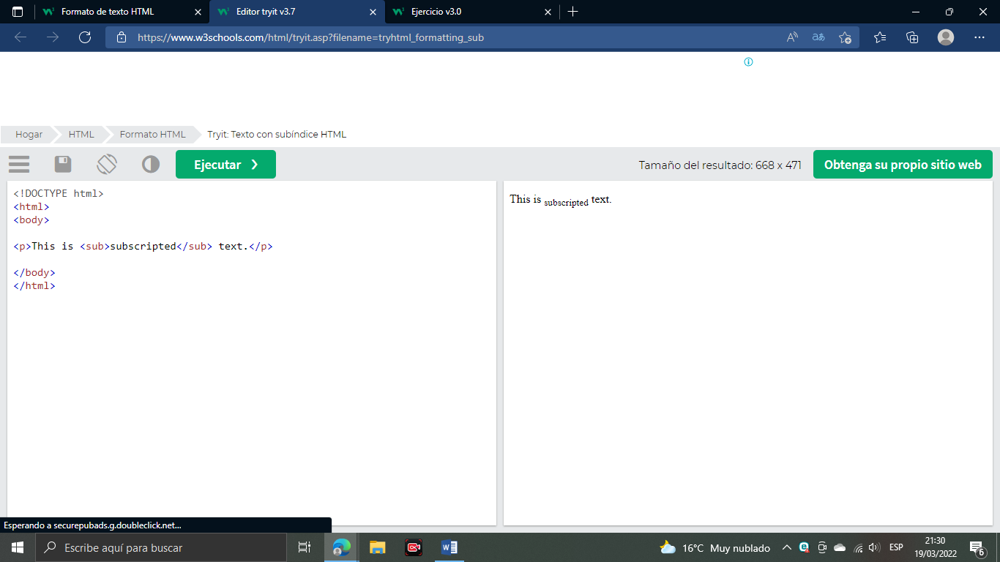 Formato de texto HTML
Editor tryit v3.7
Ejercicio v3.0
https://www.w3schools.com/html/tryit.asp?filename=tryhtml_formatting_sub
Hogar
HTML
Formato HTML
Tryit: Texto con subíndice HTML
Ejecutar ❯
Tamaño del resultado: 668 x 471
Obtenga su propio sitio web
<!DOCTYPE html>
<html>
<body>
<p>This is <sub>subscripted</sub> text.</p>
</body>
</html>
This is subscripted text.
Esperando a securepubads.g.doubleclick.net...
Escribe aquí para buscar
16°C Muy nublado
ESP
21:30
19/03/2022
6